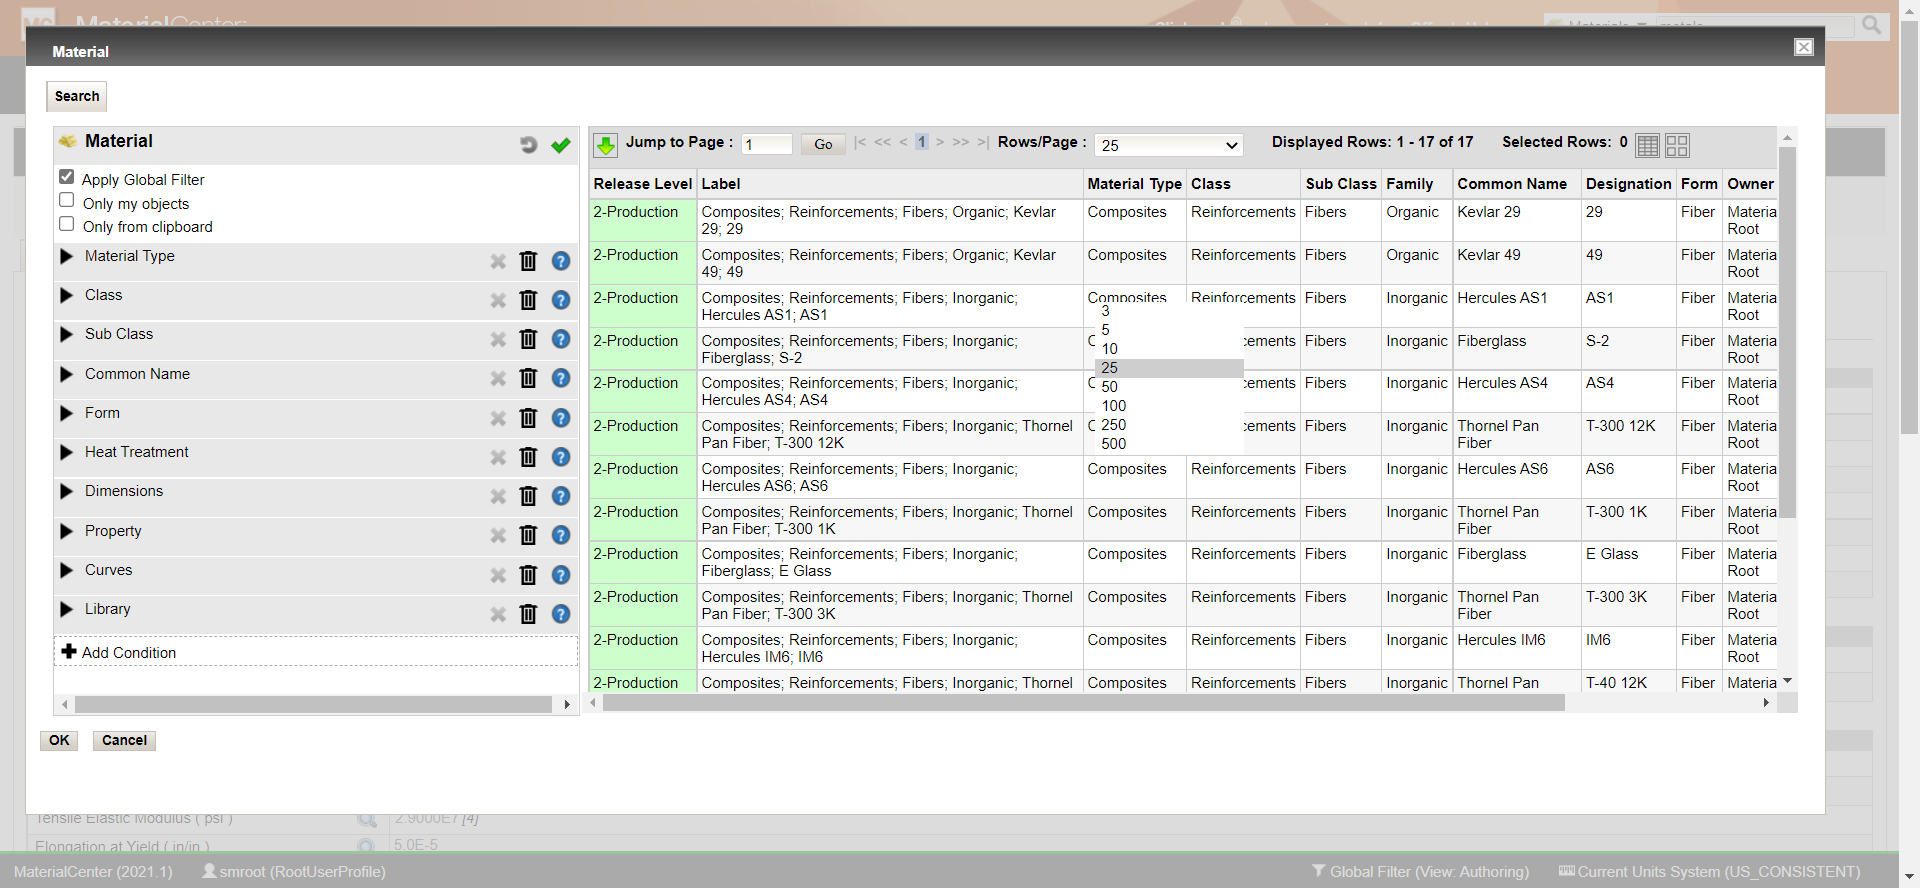 MaterialCenter
Materials
metals
Material
Search
Material
Apply Global Filter
Only my objects
Only from clipboard
Material Type
Class
Sub Class
Common Name
Form
Heat Treatment
Dimensions
Property
Curves
Library
Add Condition
OK Cancel
Jump to Page : 1 Go |< << < 1 > >> >| Rows/Page : 25 Displayed Rows: 1 - 17 of 17 Selected Rows: 0
Release Level Label Material Type Class Sub Class Family Common Name Designation Form Owner
2-Production Composites; Reinforcements; Fibers; Organic; Kevlar Composites Reinforcements Fibers Organic Kevlar 29 29 Fiber Materia
29; 29 Root
2-Production Composites; Reinforcements; Fibers; Organic; Kevlar Composites Reinforcements Fibers Organic Kevlar 49 49 Fiber Materia
49; 49 Root
2-Production Composites; Reinforcements; Fibers; Inorganic; Composites Reinforcements Fibers Inorganic Hercules AS1 AS1 Fiber Materia
Hercules AS1; AS1 Root
2-Production Composites; Reinforcements; Fibers; Inorganic; C cements Fibers Inorganic Fiberglass S-2 Fiber Materia
Fiberglass; S-2 Root
2-Production Composites; Reinforcements; Fibers; Inorganic; C cements Fibers Inorganic Hercules AS4 AS4 Fiber Materia
Hercules AS4; AS4 Root
2-Production Composites; Reinforcements; Fibers; Inorganic; Thornel C cements Fibers Inorganic Thornel Pan T-300 12K Fiber Materia
Pan Fiber; T-300 12K Fiber Root
2-Production Composites; Reinforcements; Fibers; Inorganic; Composites Reinforcements Fibers Inorganic Hercules AS6 AS6 Fiber Materia
Hercules AS6; AS6 Root
2-Production Composites; Reinforcements; Fibers; Inorganic; Thornel Composites Reinforcements Fibers Inorganic Thornel Pan T-300 1K Fiber Materia
Pan Fiber; T-300 1K Fiber Root
2-Production Composites; Reinforcements; Fibers; Inorganic; Composites Reinforcements Fibers Inorganic Fiberglass E Glass Fiber Materia
Fiberglass; E Glass Root
2-Production Composites; Reinforcements; Fibers; Inorganic; Thornel Composites Reinforcements Fibers Inorganic Thornel Pan T-300 3K Fiber Materia
Pan Fiber; T-300 3K Fiber Root
2-Production Composites; Reinforcements; Fibers; Inorganic; Composites Reinforcements Fibers Inorganic Hercules IM6 IM6 Fiber Materia
Hercules IM6; IM6 Root
2-Production Composites; Reinforcements; Fibers; Inorganic; Thornel Composites Reinforcements Fibers Inorganic Thornel Pan T-40 12K Fiber Materia
3
5
10
25
50
100
250
500
Tensile Elastic Modulus ( psi ) 2.9000E7 [4]
Elongation at Yield ( in/in ) 5.0E-5
MaterialCenter (2021.1) smroot (RootUserProfile) Global Filter (View: Authoring) Current Units System (US_CONSISTENT)